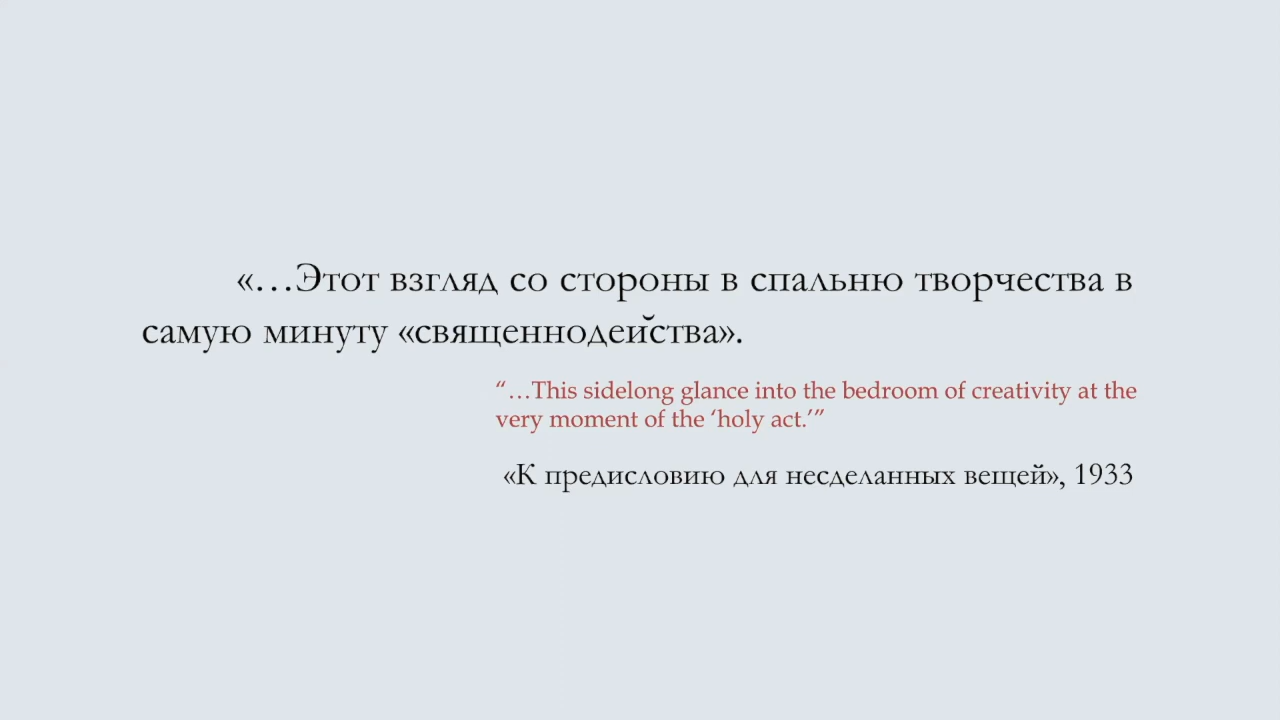 «…Этот взгляд со стороны в спальню творчества в
самую минуту «священнодейства».
“…This sidelong glance into the bedroom of creativity at the
very moment of the ‘holy act.’”
«К предисловию для несделанных вещей», 1933